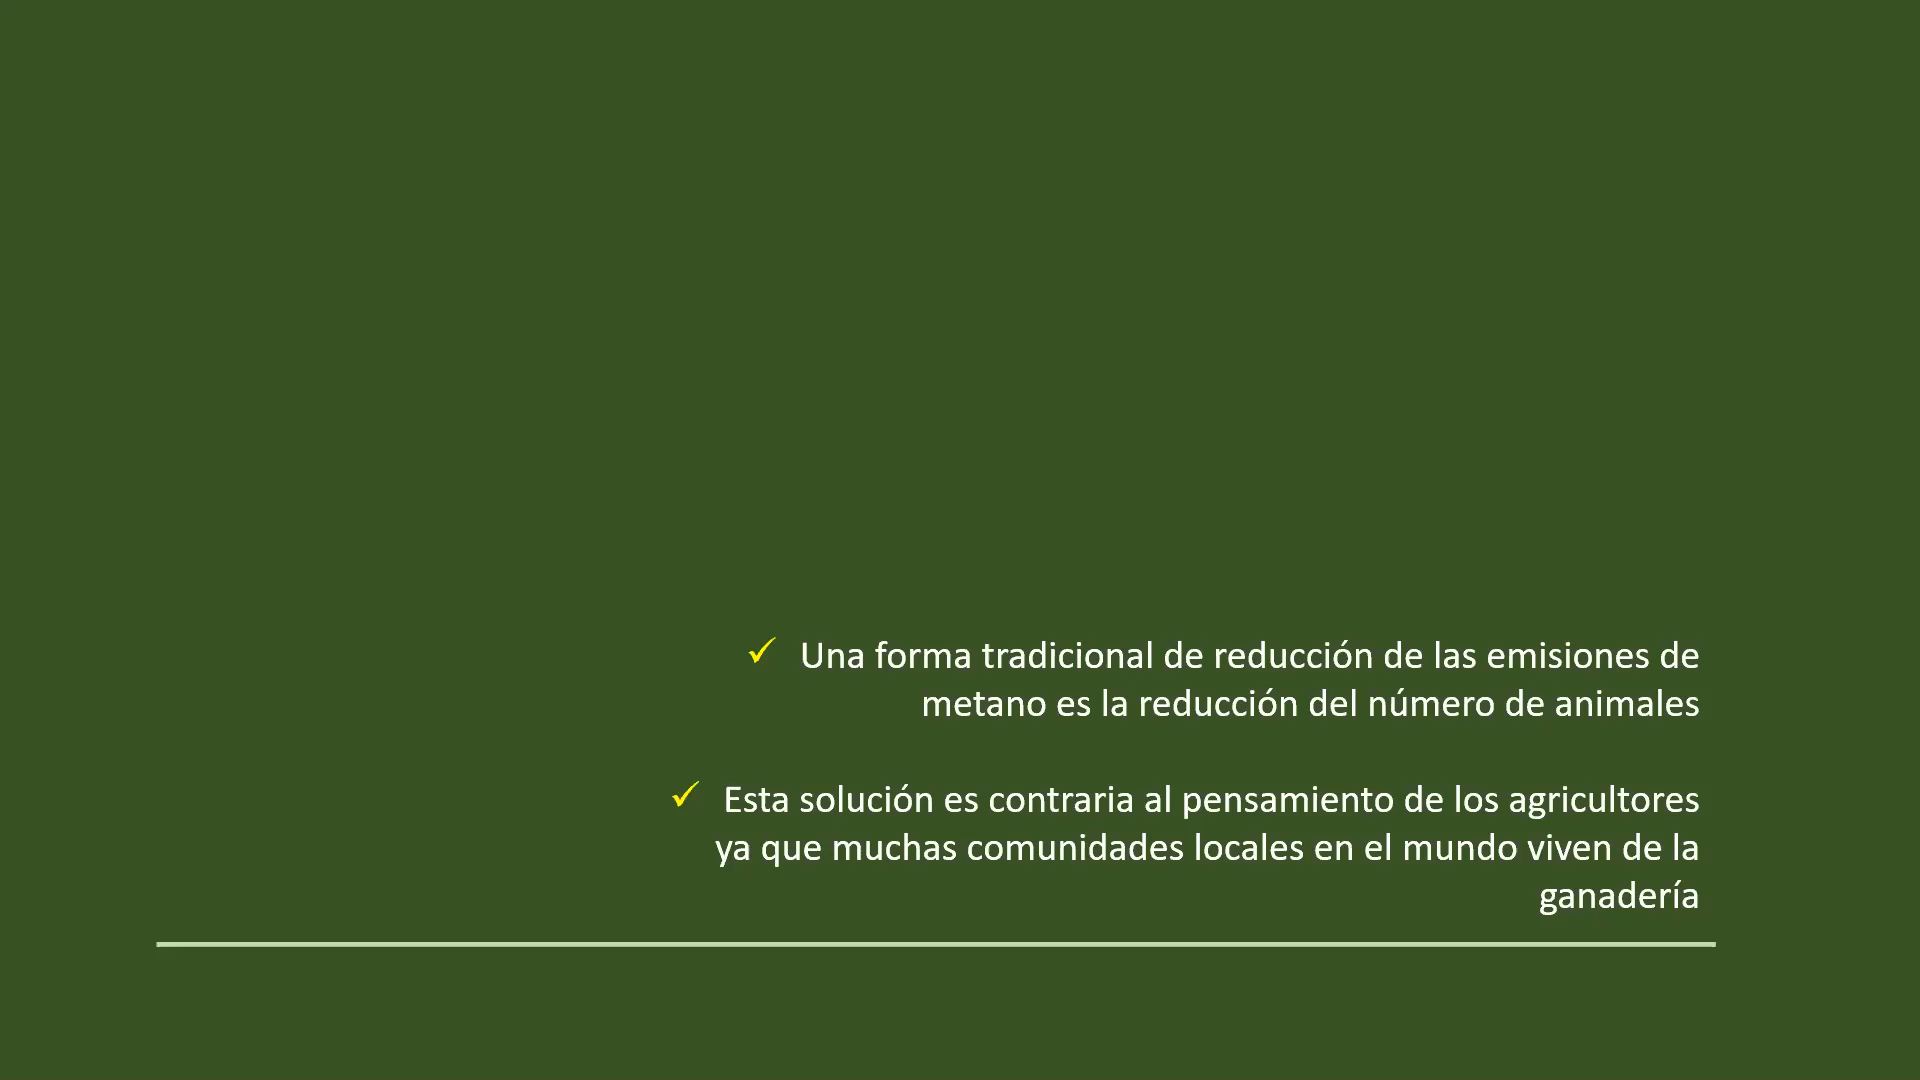 ✓ Una forma tradicional de reducción de las emisiones de
metano es la reducción del número de animales
✓ Esta solución es contraria al pensamiento de los agricultores
ya que muchas comunidades locales en el mundo viven de la
ganadería